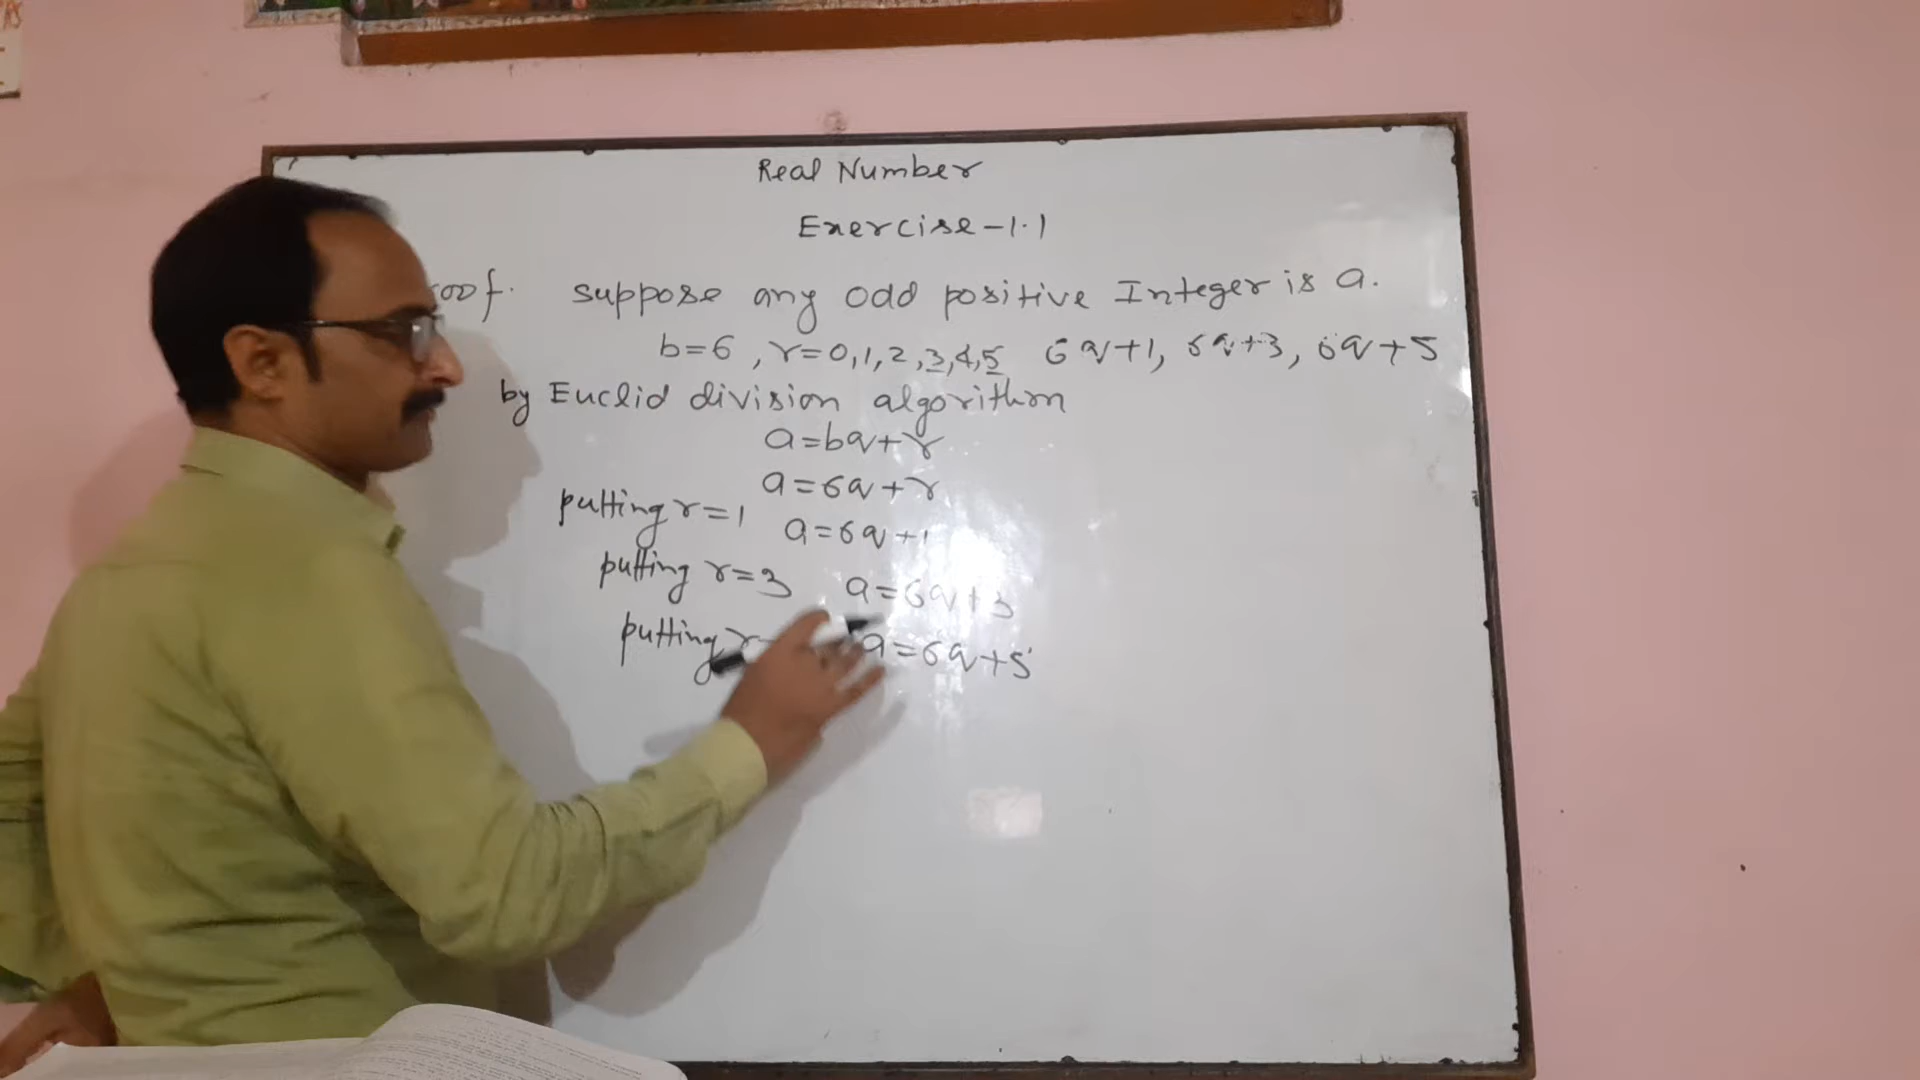 Real Number
Exercise-1.1
oof. suppose any odd positive Integer is a.
b=6, r=0,1,2,3,4,5 6q+1, 6q+3, 6q+5
by Euclid division algorithm
a=bq+r
a=6q+r
putting r=1 a=6q+1
putting r=3 a=6q+3
putting r a=6q+5